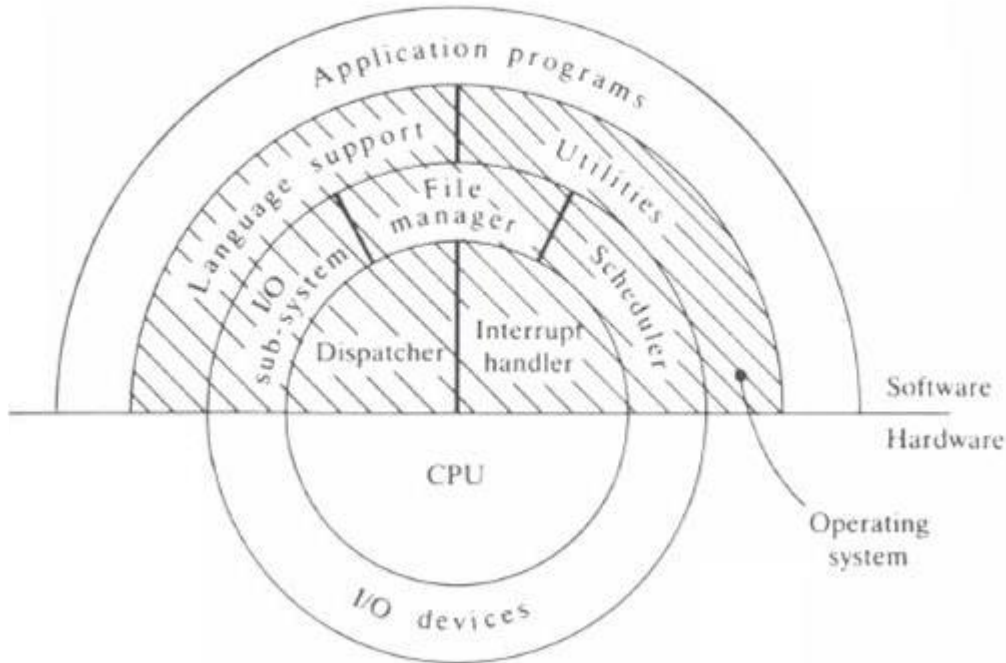 Application programs
Language support
Utilities
File
manager
I/O
sub-system
Scheduler
Dispatcher
Interrupt
handler
Software
Hardware
CPU
Operating
system
I/O devices